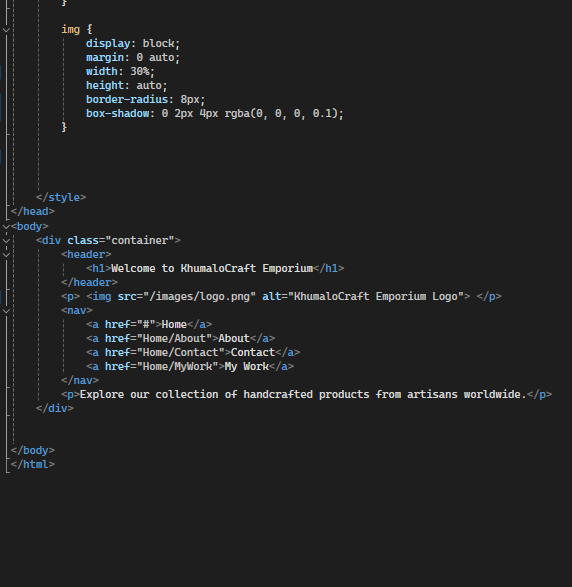 }
img {
display: block;
margin: 0 auto;
width: 30%;
height: auto;
border-radius: 8px;
box-shadow: 0 2px 4px rgba(0, 0, 0, 0.1);
}
</style>
</head>
<body>
<div class="container">
<header>
<h1>Welcome to KhumaloCraft Emporium</h1>
</header>
<p> <img src="/images/logo.png" alt="KhumaloCraft Emporium Logo"> </p>
<nav>
<a href="#">Home</a>
<a href="Home/About">About</a>
<a href="Home/Contact">Contact</a>
<a href="Home/MyWork">My Work</a>
</nav>
<p>Explore our collection of handcrafted products from artisans worldwide.</p>
</div>
</body>
</html>